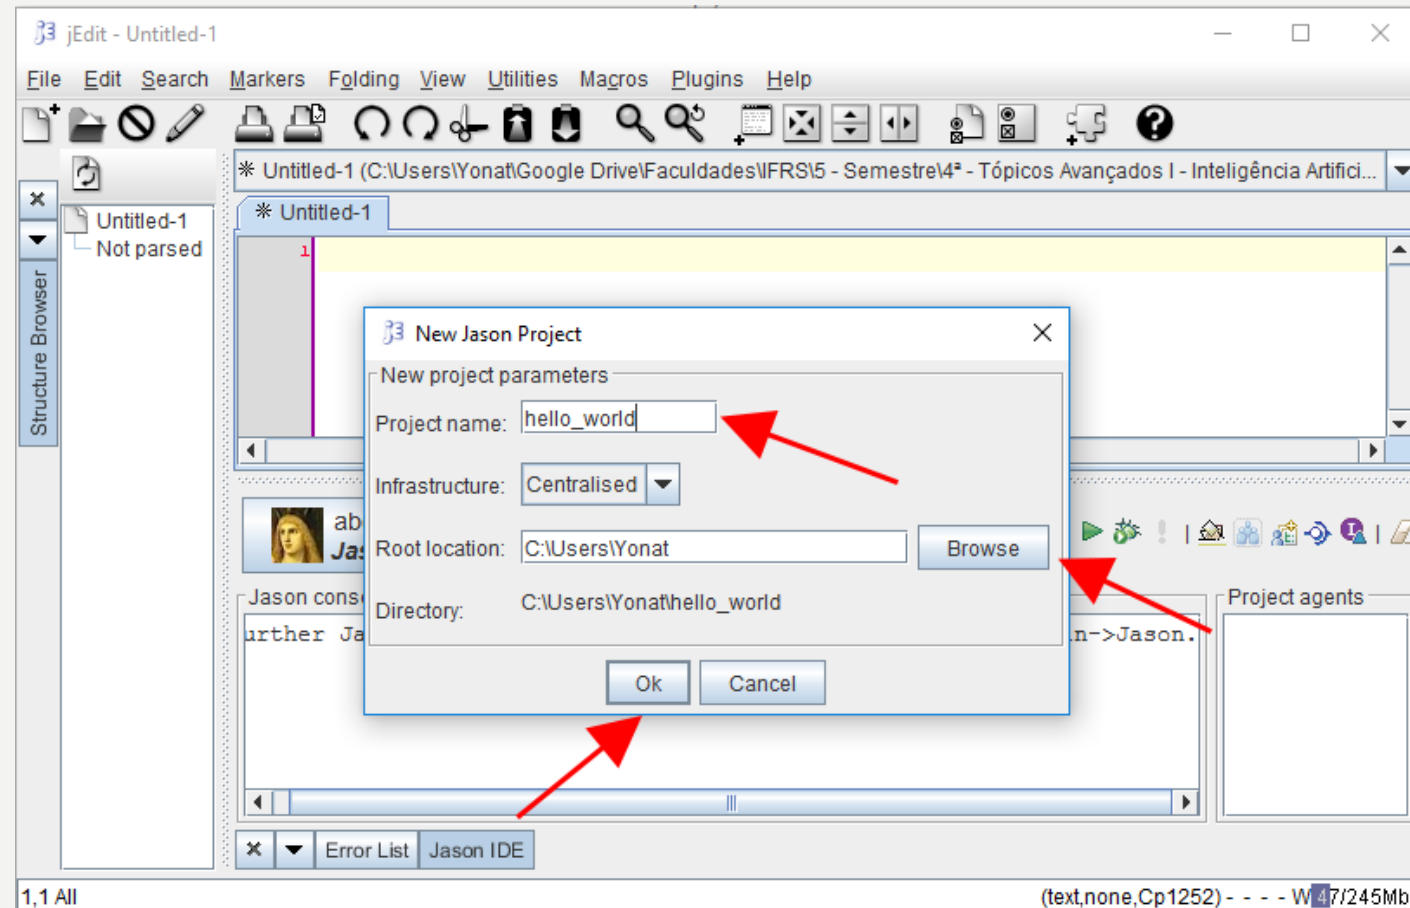 jEdit - Untitled-1
File Edit Search Markers Folding View Utilities Macros Plugins Help
Untitled-1 (C:\Users\Yonat\Google Drive\Faculdades\IFRS\5 - Semestre\4ª - Tópicos Avançados I - Inteligência Artifici...
Untitled-1
Not parsed
Untitled-1
1
Structure Browser
New Jason Project
New project parameters
Project name: hello_world
Infrastructure: Centralised
Root location: C:\Users\Yonat Browse
Directory: C:\Users\Yonat\hello_world
Ok Cancel
Jason
Project agents
n->Jason.
Error List Jason IDE
1,1 All
(text,none,Cp1252) - - - - W 47/245Mb